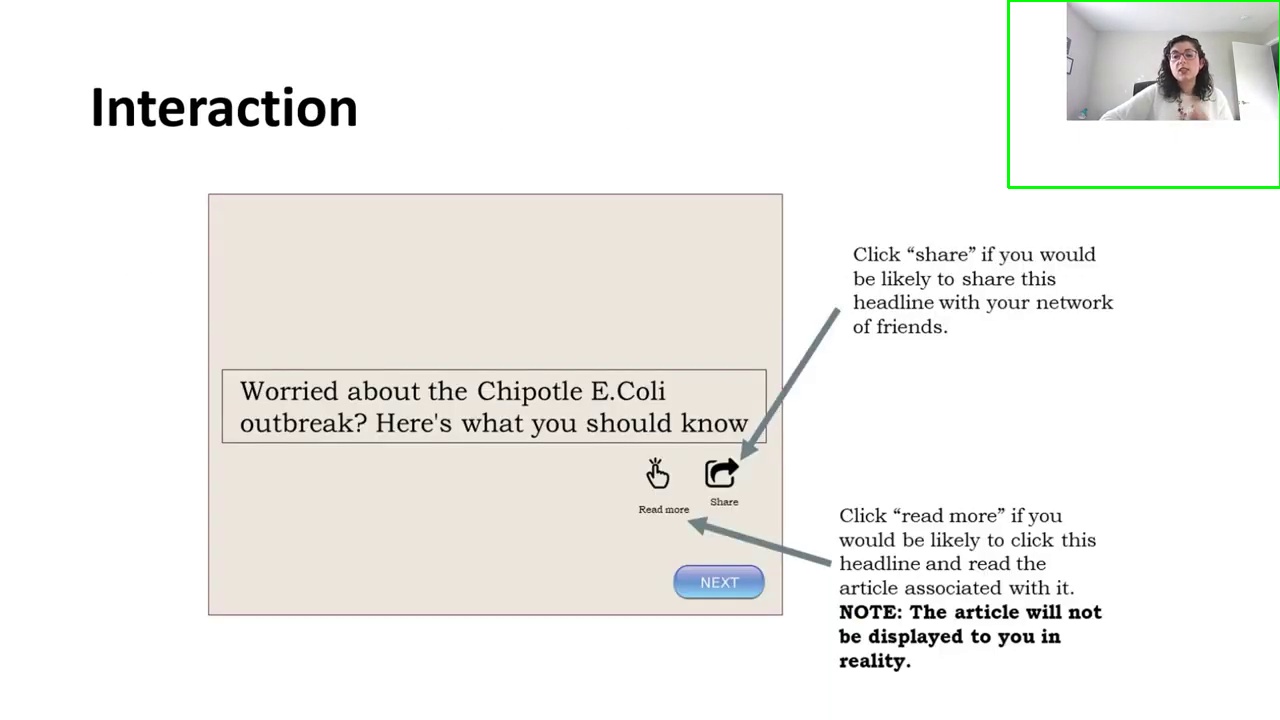 Interaction
Click “share” if you would
be likely to share this
headline with your network
of friends.
Worried about the Chipotle E.Coli
outbreak? Here's what you should know
Read more
Share
Click “read more” if you
would be likely to click this
headline and read the
article associated with it.
NOTE: The article will not
be displayed to you in
reality.
NEXT